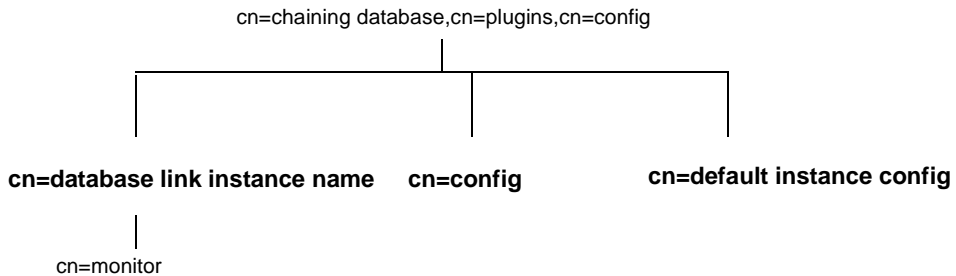 cn=chaining database,cn=plugins,cn=config
cn=database link instance name
cn=config
cn=default instance config
cn=monitor